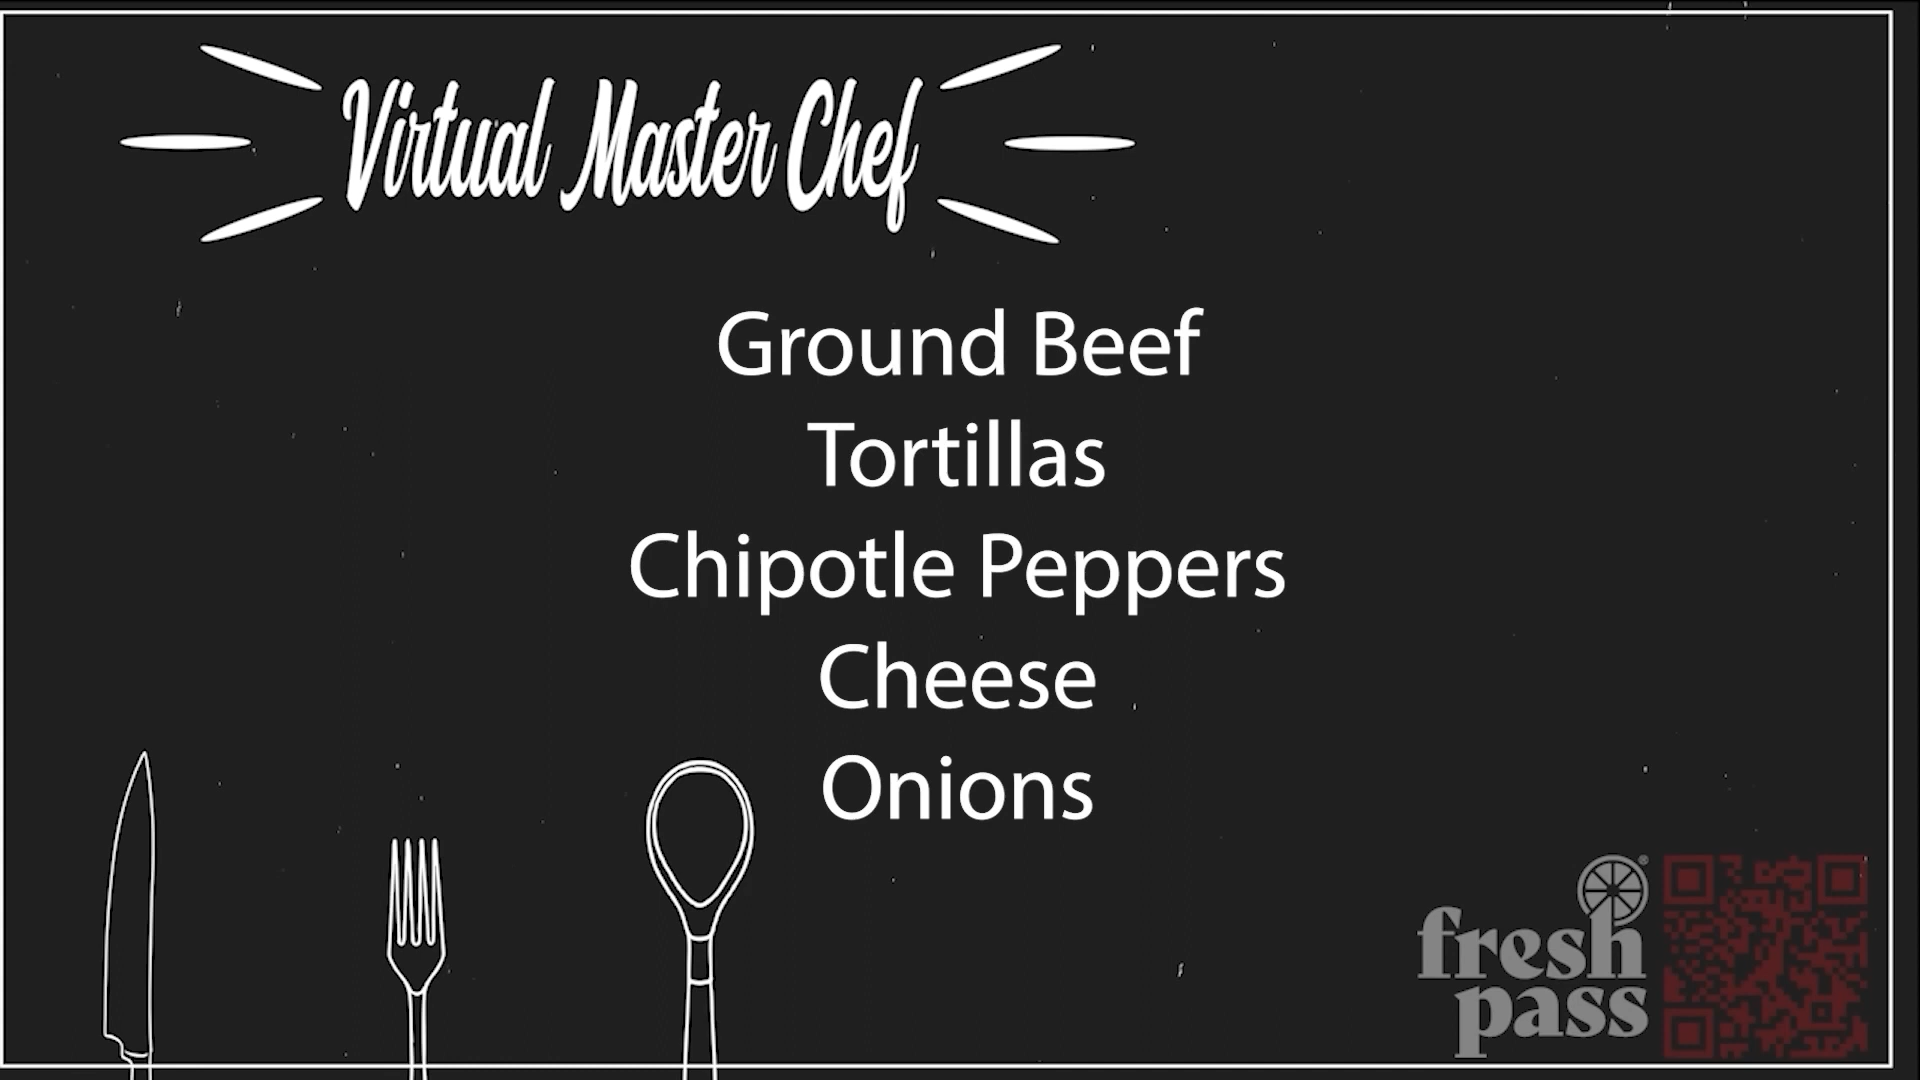 Virtual Master Chef
Ground Beef
Tortillas
Chipotle Peppers
Cheese
Onions
fresh
pass